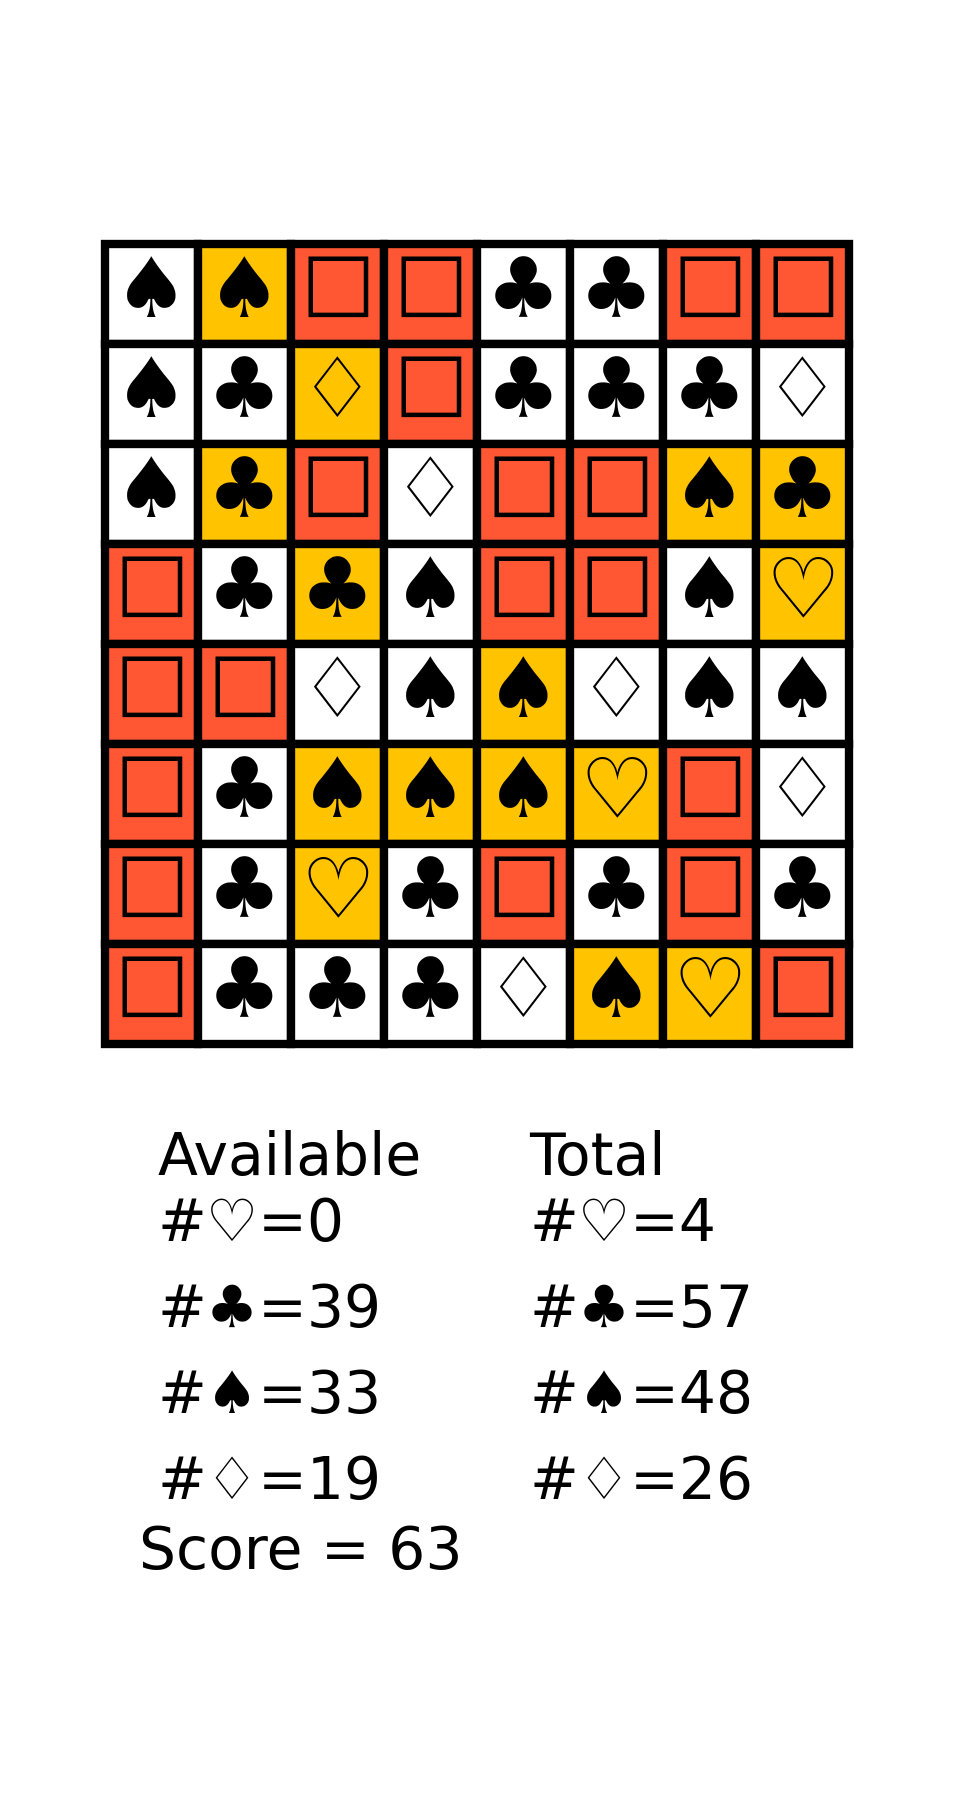 ♠ ♠ □ □ ♣ ♣ □ □
♠ ♣ ♢ □ ♣ ♣ ♣ ♢
♠ ♣ □ ♢ □ □ ♠ ♣
□ ♣ ♣ ♠ □ □ ♠ ♡
□ □ ♢ ♠ ♠ ♢ ♠ ♠
□ ♣ ♠ ♠ ♠ ♡ □ ♢
□ ♣ ♡ ♣ □ ♣ □ ♣
□ ♣ ♣ ♣ ♢ ♠ ♡ □
Available Total
#♡=0 #♡=4
#♣=39 #♣=57
#♠=33 #♠=48
#♢=19 #♢=26
Score = 63